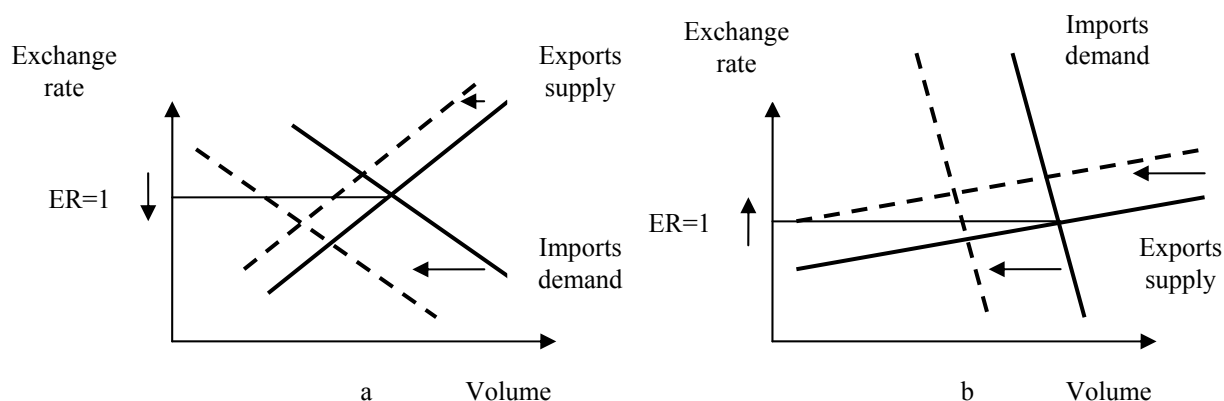 Exchange
rate
Exports
supply
ER=1
Imports
demand
a
Volume
Exchange
rate
Imports
demand
ER=1
Exports
supply
b
Volume